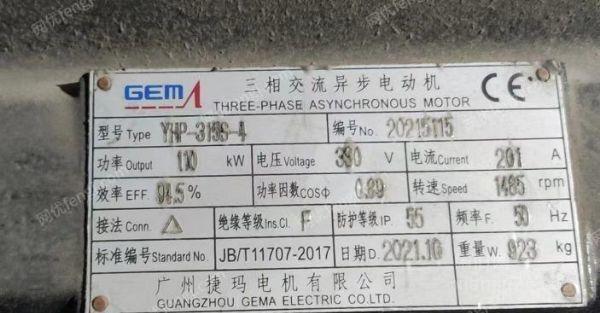 GEMA 三相交流异步电动机 CE
THREE-PHASE ASYNCHRONOUS MOTOR
型号Type YHP-315S-4 编号No. 20215115
功率Output 110 kW 电压Voltage 380 V 电流Current 201 A
效率EFF 94.5% 功率因数COSΦ 0.89 转速Speed 1485 rpm
接法Conn. △ 绝缘等级Ins.Cl. F 防护等级IP. 55 频率F. 50 Hz
标准编号Standard No. JB/T11707-2017 日期D. 2021.10 重量W. 923 kg
广州捷玛电机有限公司
GUANGZHOU GEMA ELECTRIC CO.LTD.